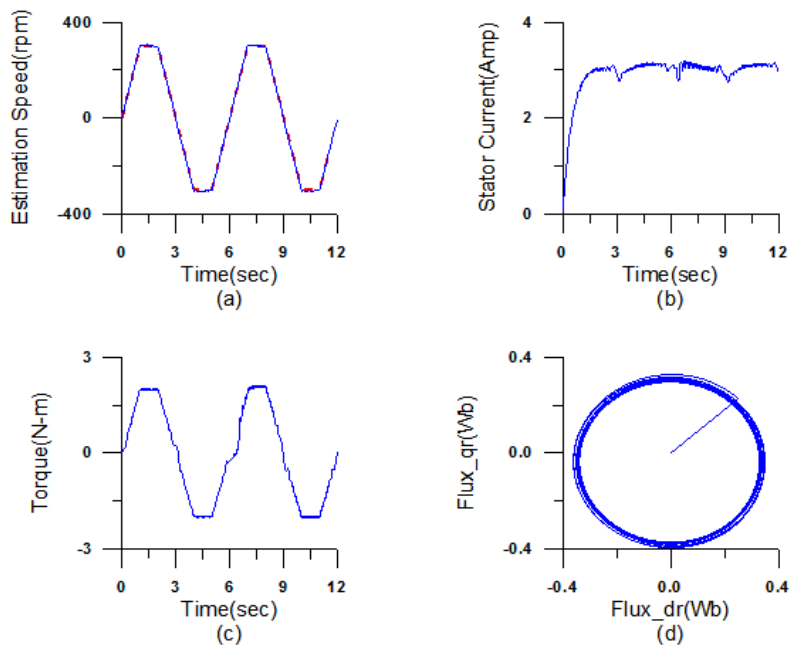 Estimation Speed(rpm)
400
0
-400
0 3 6 9 12
Time(sec)
(a)
Stator Current(Amp)
4
2
0
0 3 6 9 12
Time(sec)
(b)
Torque(N-m)
3
0
-3
0 3 6 9 12
Time(sec)
(c)
Flux_qr(Wb)
0.4
0.0
-0.4
-0.4 0.0 0.4
Flux_dr(Wb)
(d)